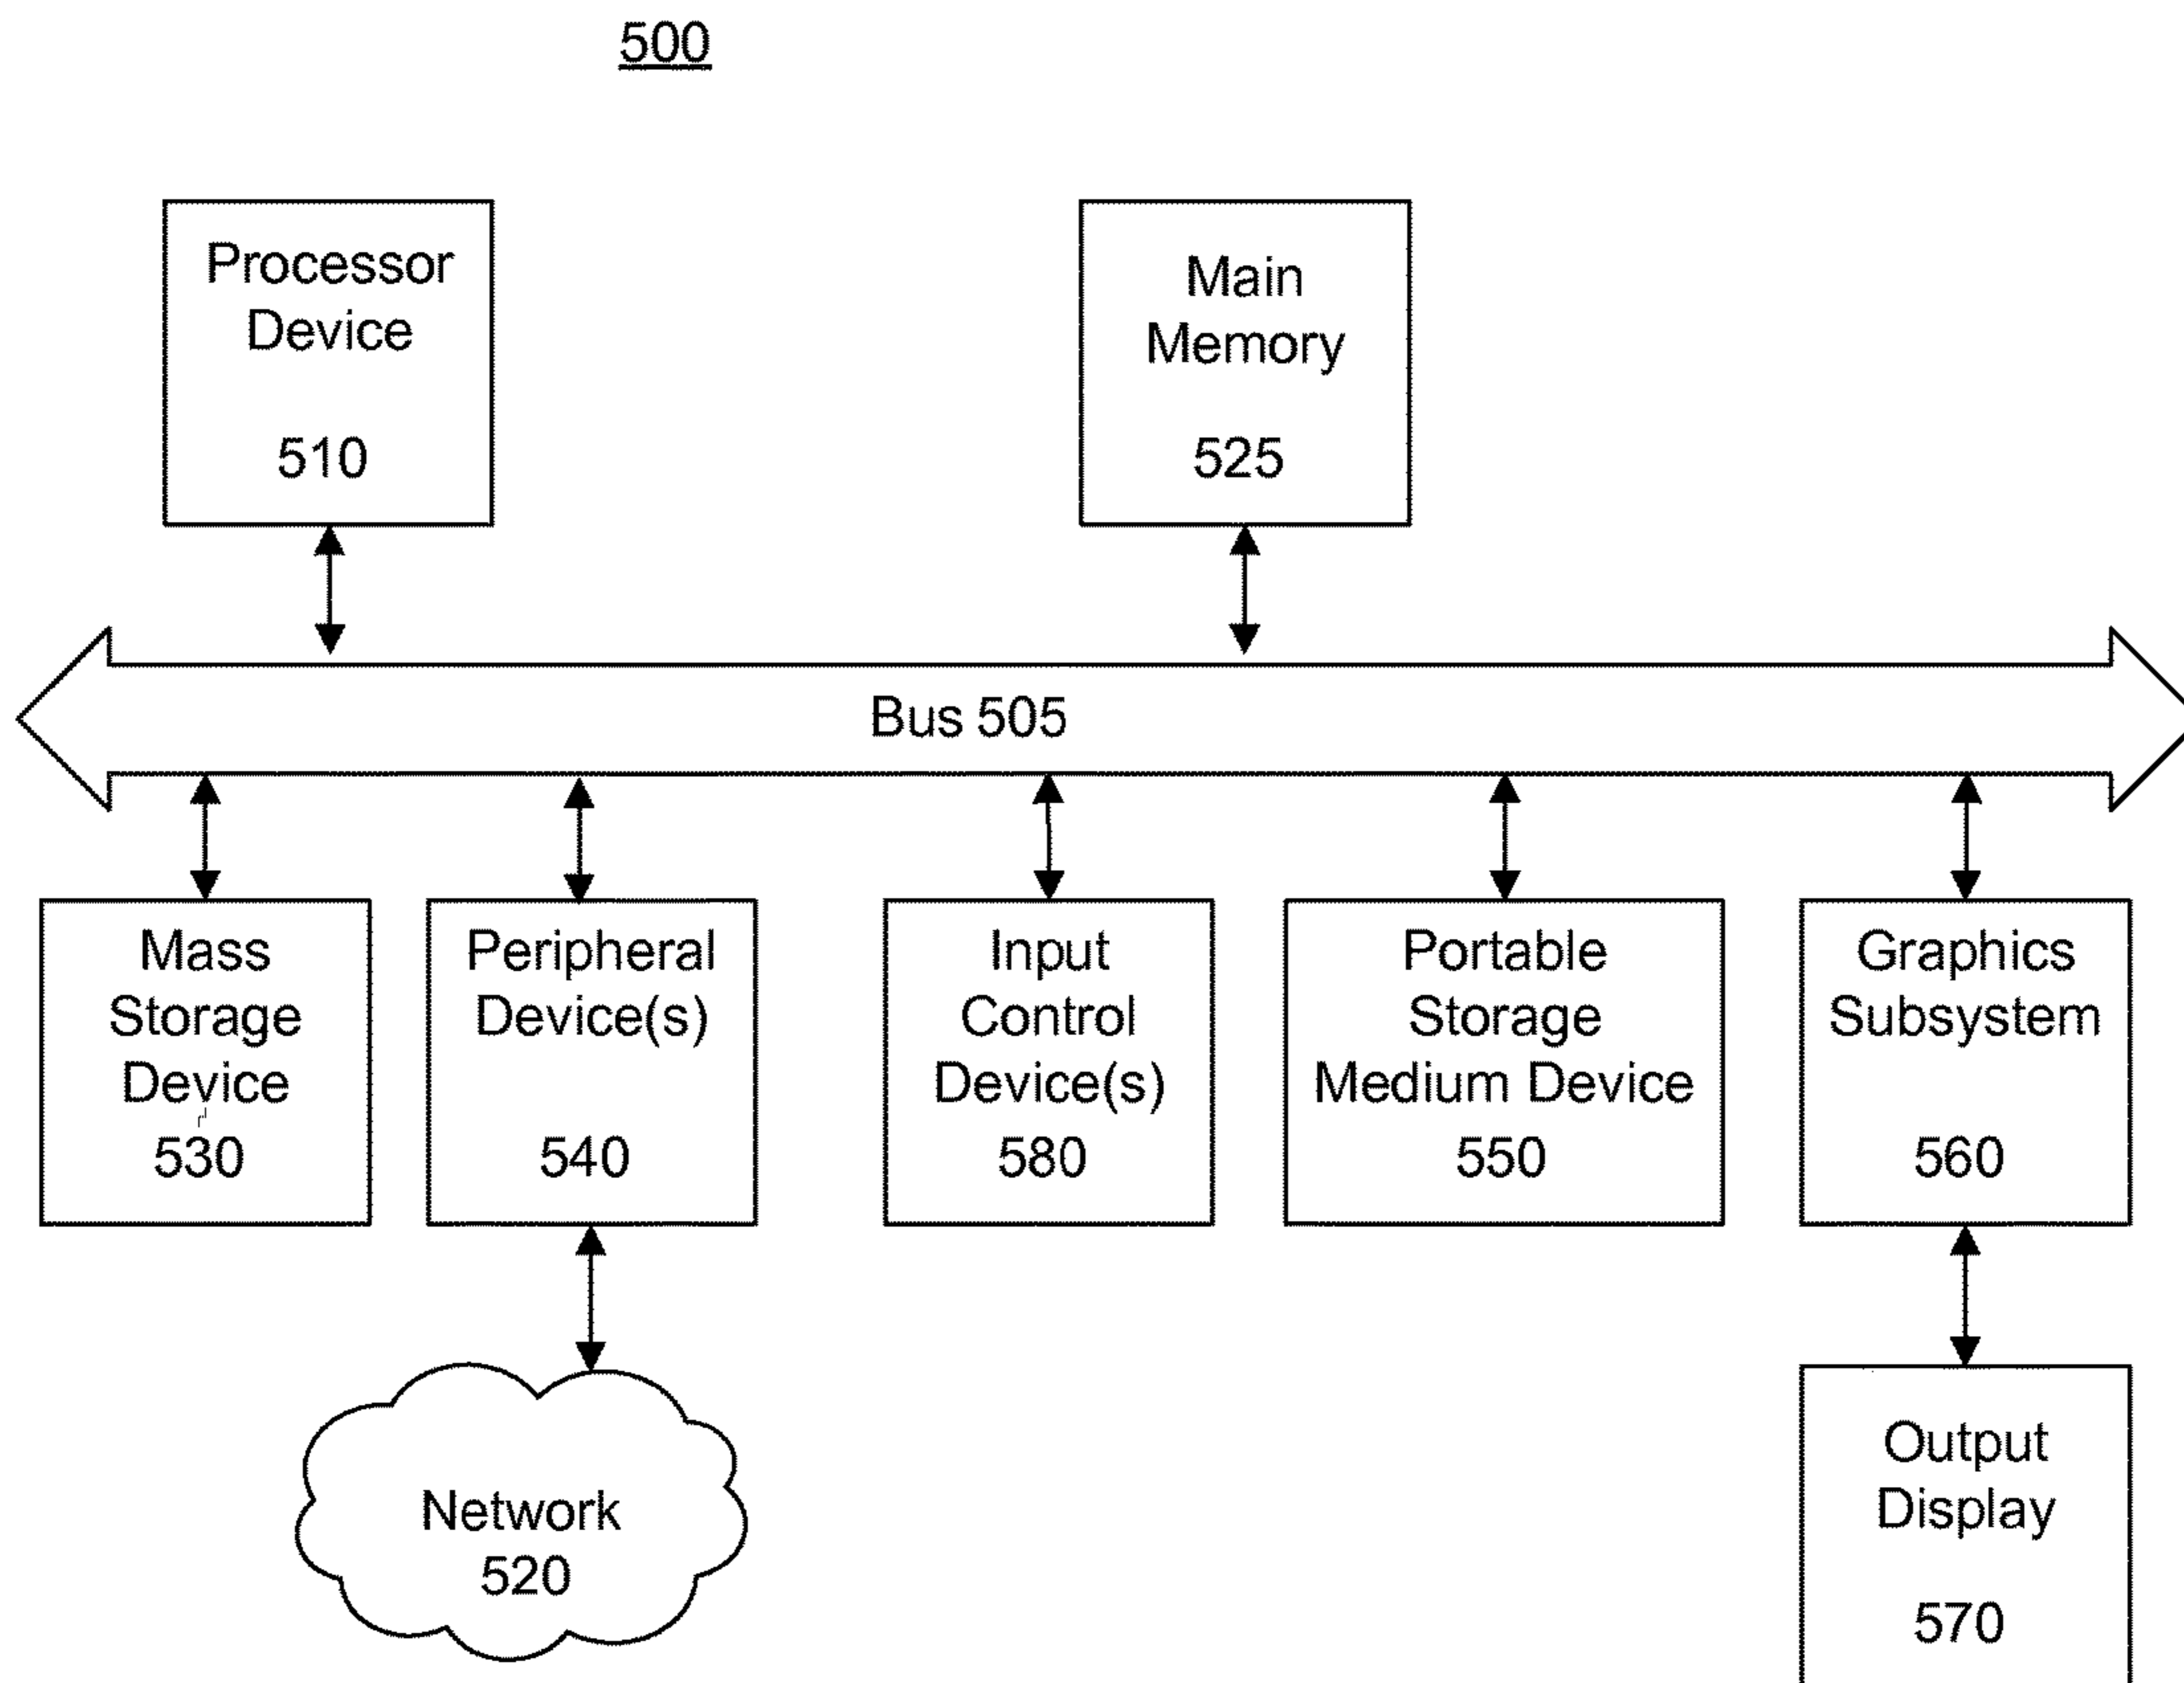 500
Processor
Device
510
Main
Memory
525
Bus 505
Mass
Storage
Device
530
Peripheral
Device(s)
540
Input
Control
Device(s)
580
Portable
Storage
Medium Device
550
Graphics
Subsystem
560
Network
520
Output
Display
570